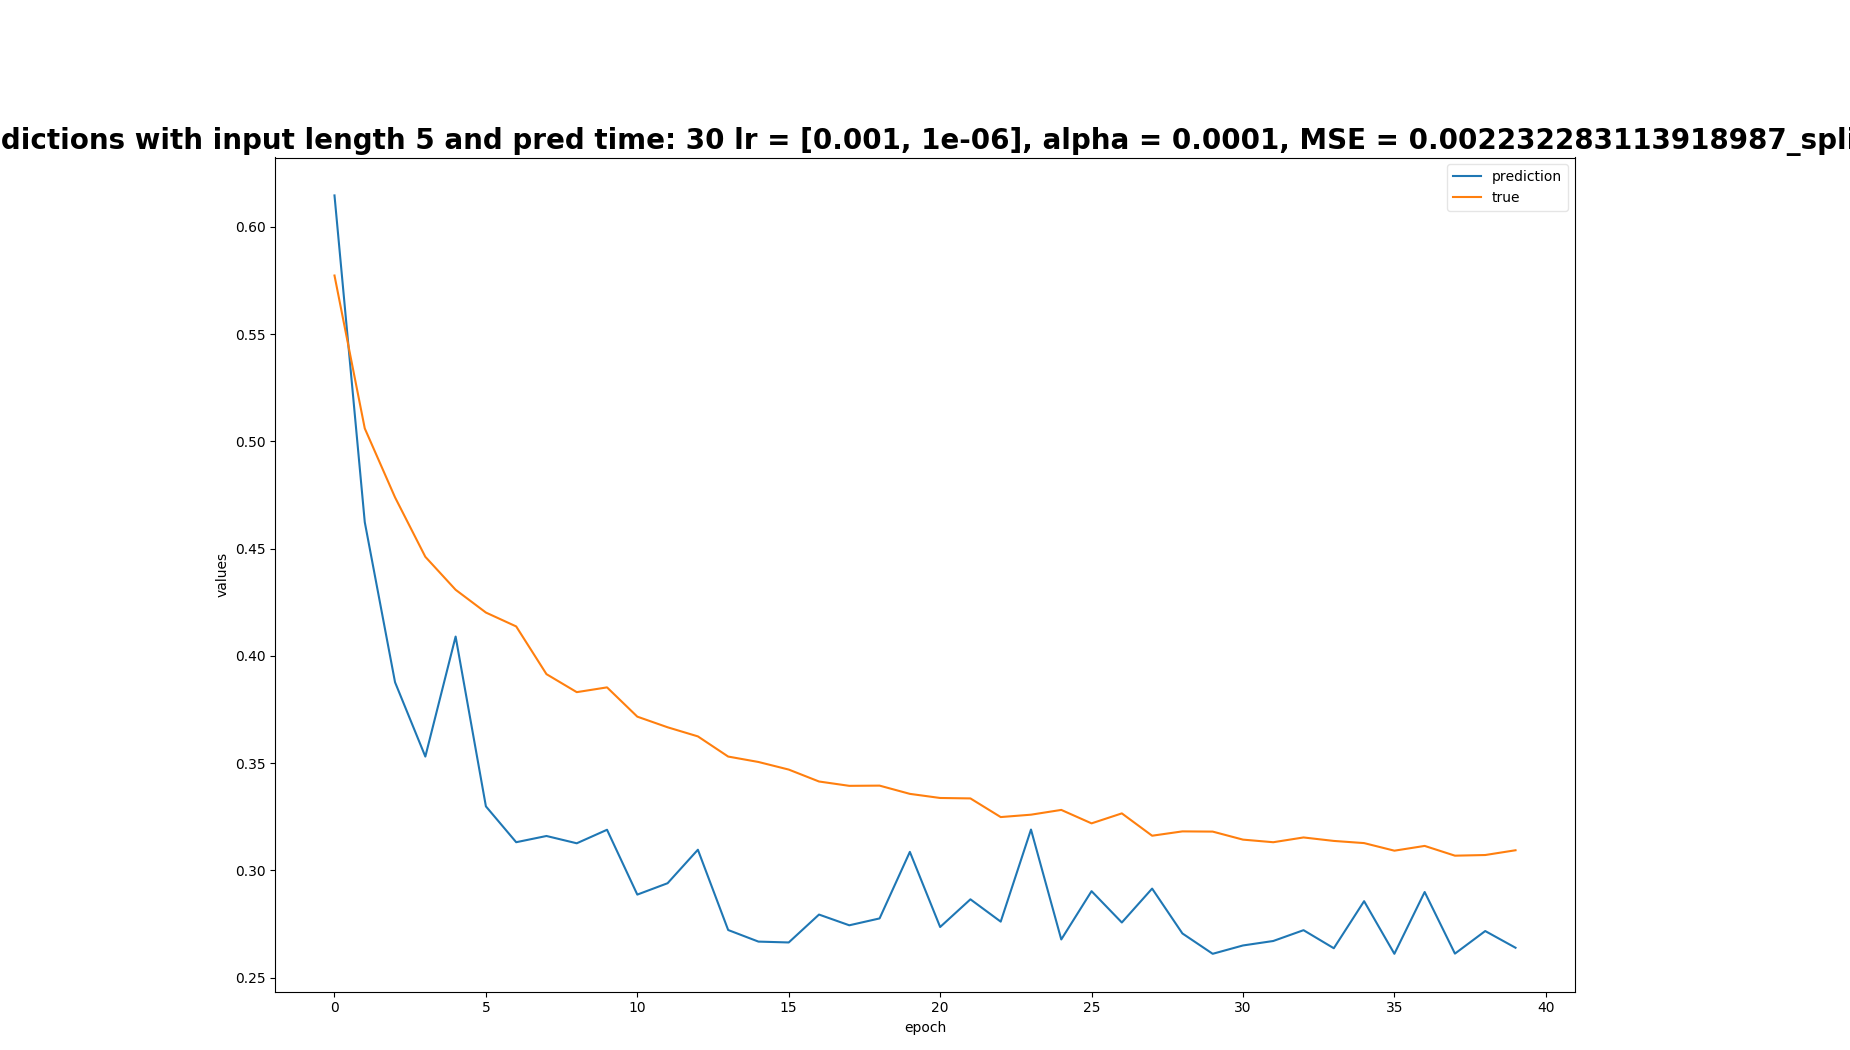 dictions with input length 5 and pred time: 30 lr = [0.001, 1e-06], alpha = 0.0001, MSE = 0.002232283113918987_spli
prediction
true
0.60
0.55
0.50
0.45
0.40
0.35
0.30
0.25
values
0 5 10 15 20 25 30 35 40
epoch